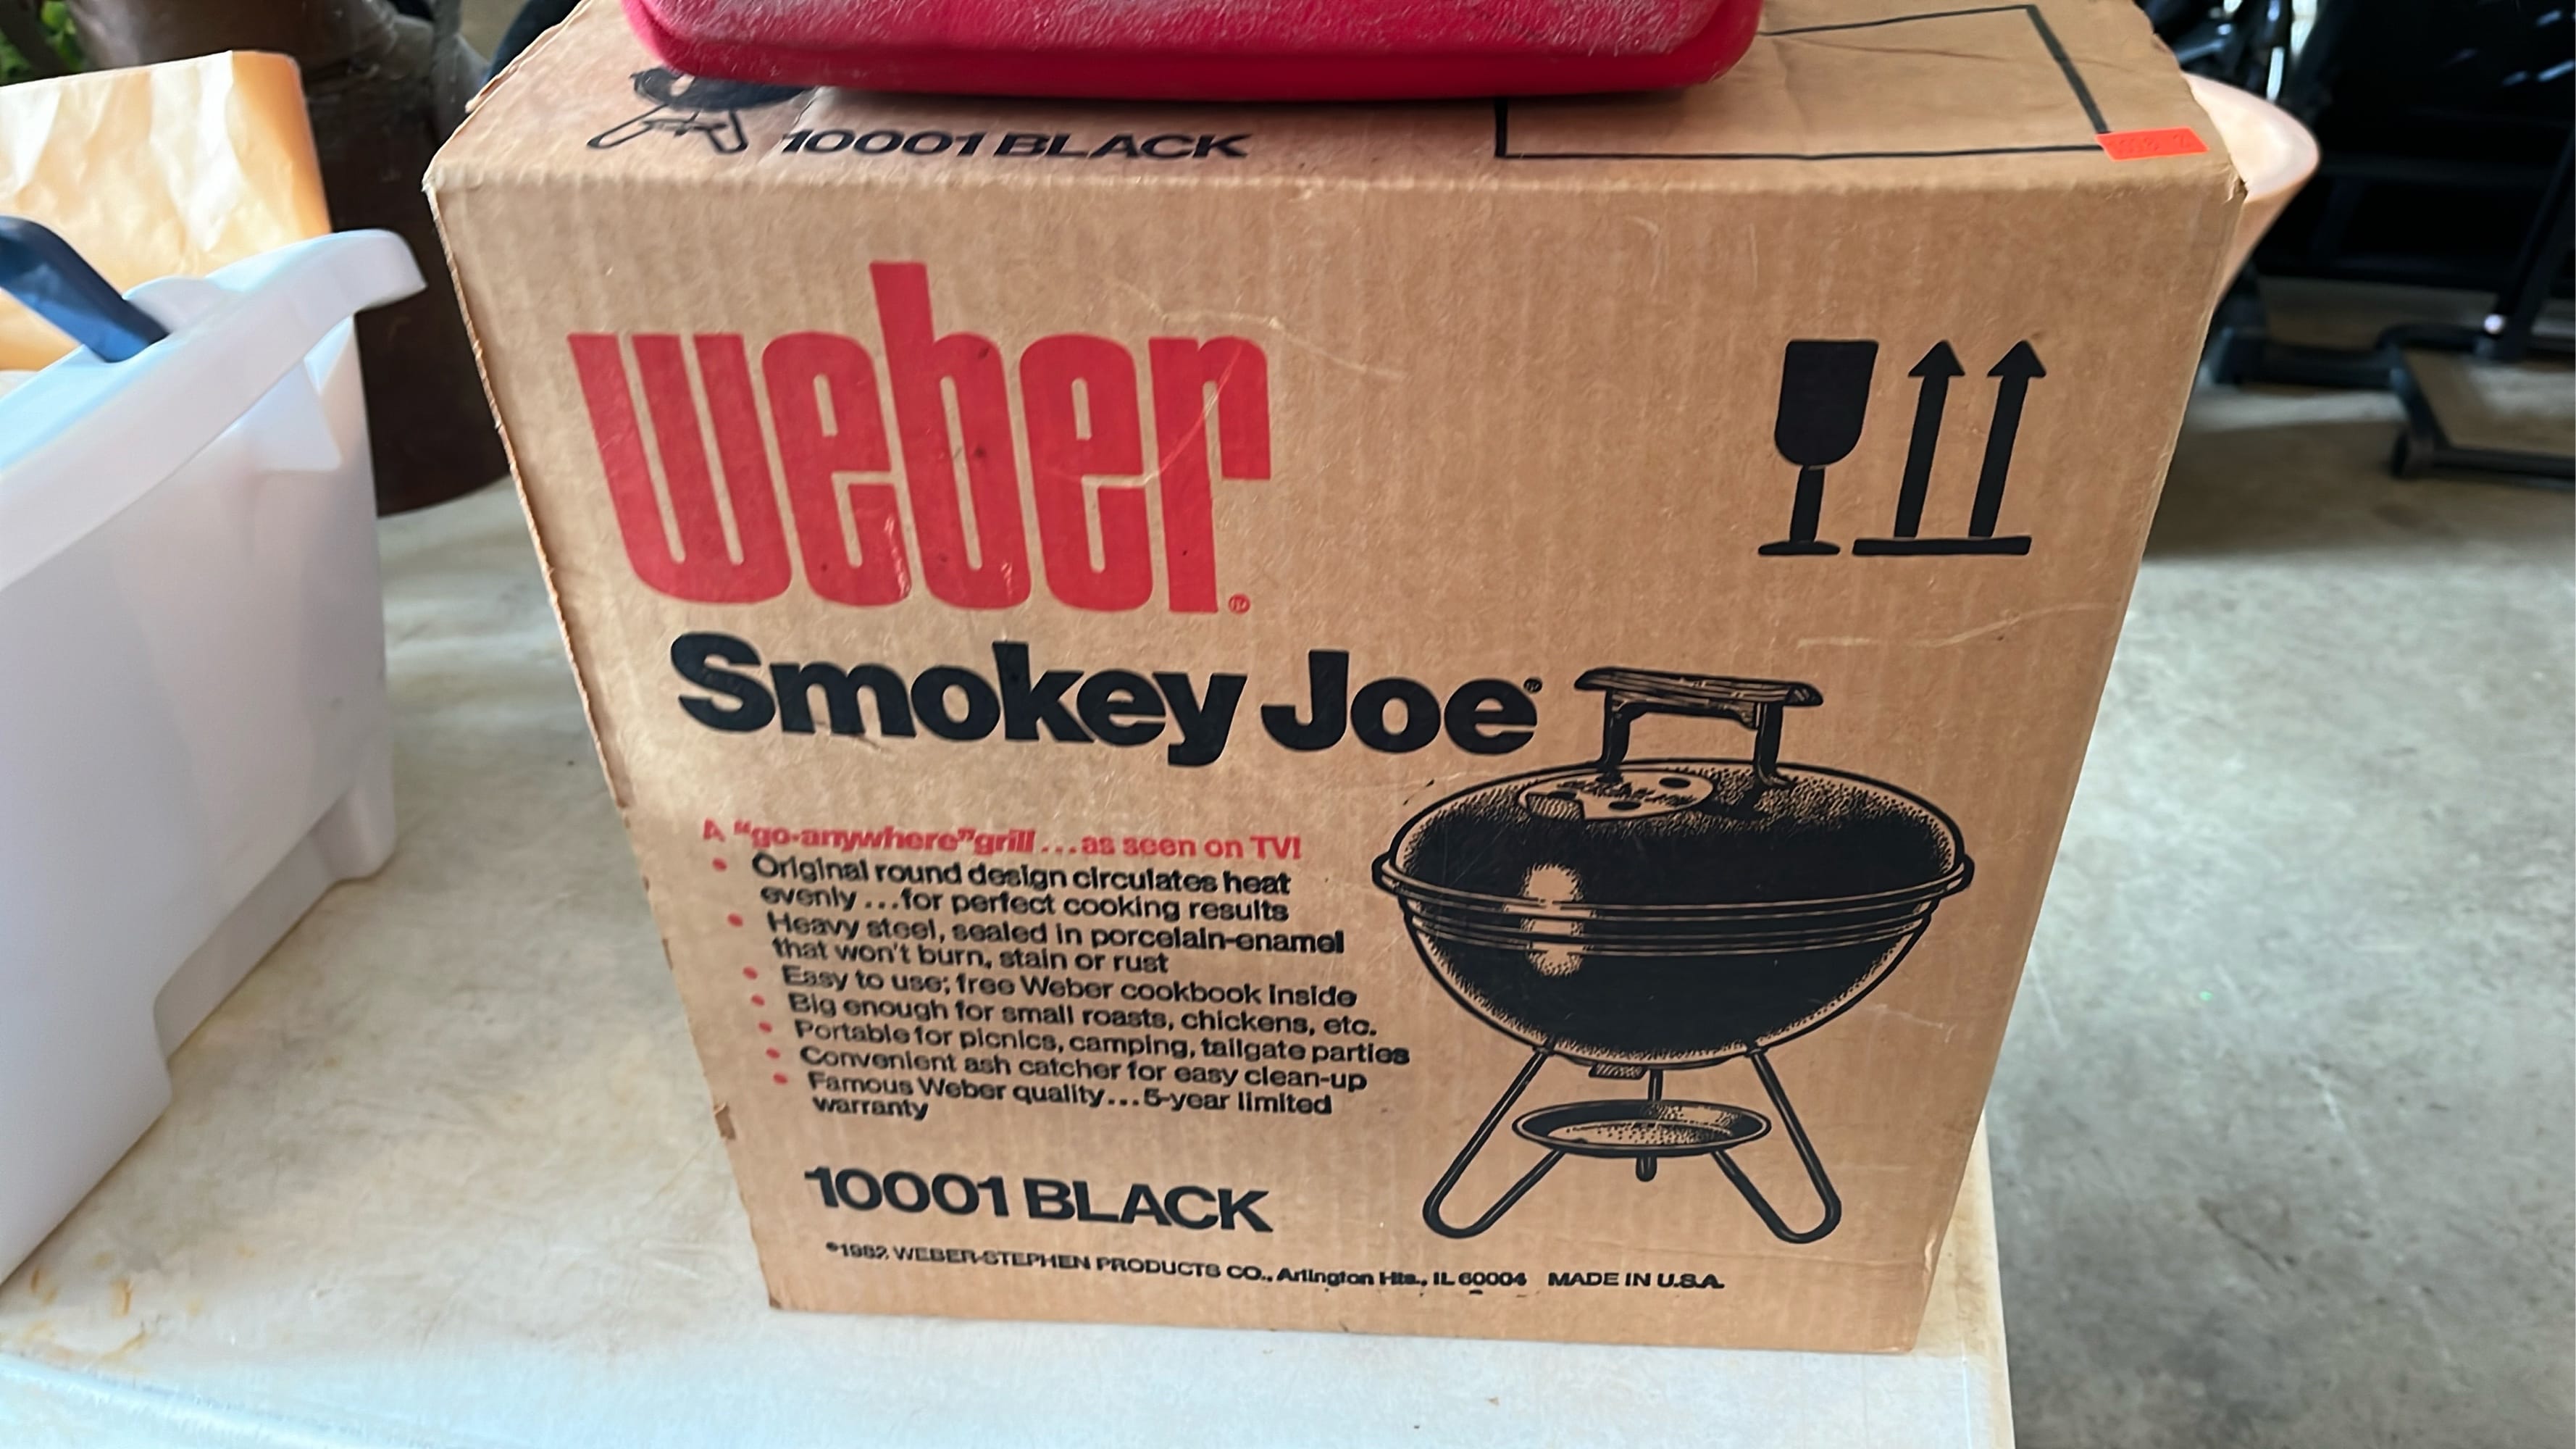 10001 BLACK
weber®
Smokey Joe®
A "go-anywhere" grill...as seen on TV!
• Original round design circulates heat
evenly...for perfect cooking results
• Heavy steel, sealed in porcelain-enamel
that won't burn, stain or rust
• Easy to use; free Weber cookbook inside
• Big enough for small roasts, chickens, etc.
• Portable for picnics, camping, tailgate parties
• Convenient ash catcher for easy clean-up
• Famous Weber quality...5-year limited
warranty
10001 BLACK
©1982, WEBER-STEPHEN PRODUCTS CO., Arlington Hts., IL 60004 MADE IN U.S.A.